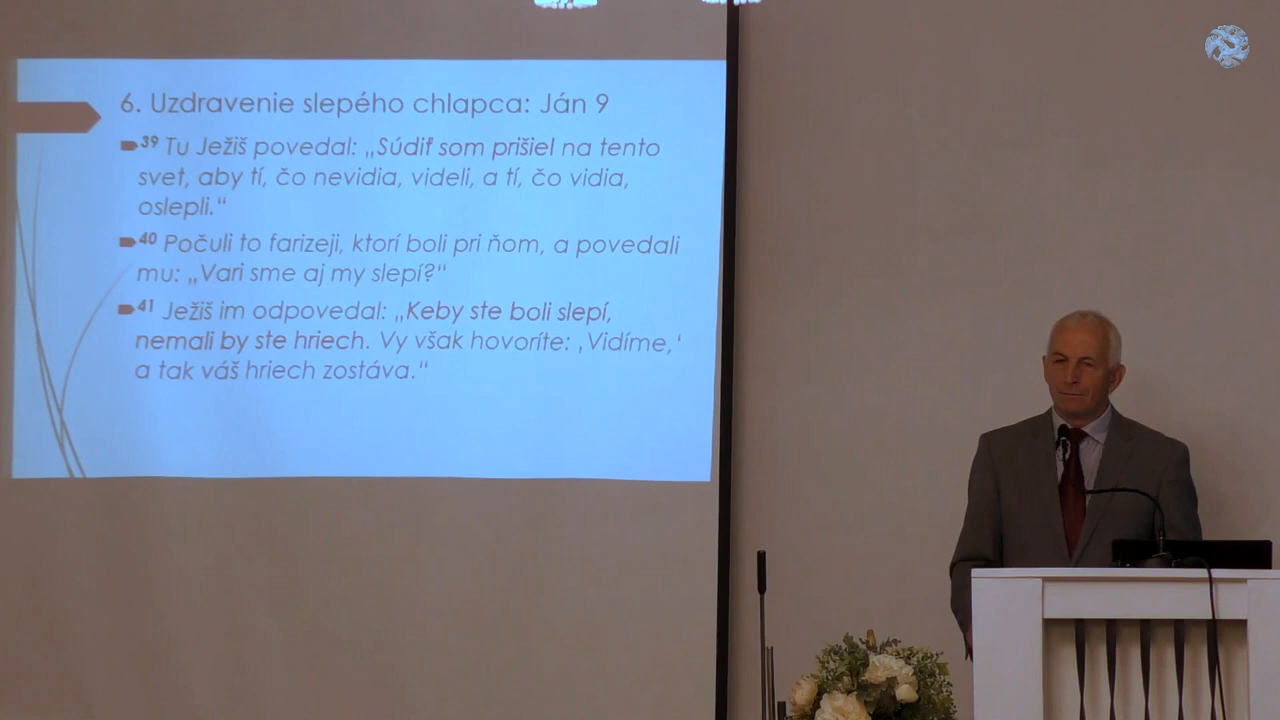 6. Uzdravenie slepého chlapca: Ján 9
39 Tu Ježiš povedal: „Súdiť som prišiel na tento
svet, aby tí, čo nevidia, videli, a tí, čo vidia,
oslepli.“
40 Počuli to farizeji, ktorí boli pri ňom, a povedali
mu: „Vari sme aj my slepí?“
41 Ježiš im odpovedal: „Keby ste boli slepí,
nemali by ste hriech. Vy však hovoríte: ‚Vidíme,‘
a tak váš hriech zostáva.“